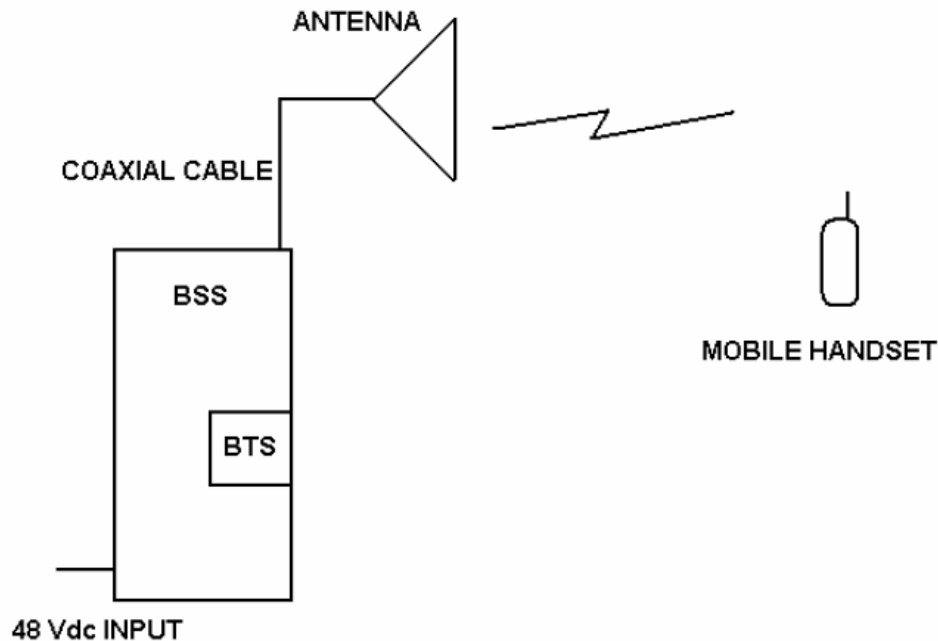 ANTENNA
COAXIAL CABLE
BSS
MOBILE HANDSET
BTS
48 Vdc INPUT